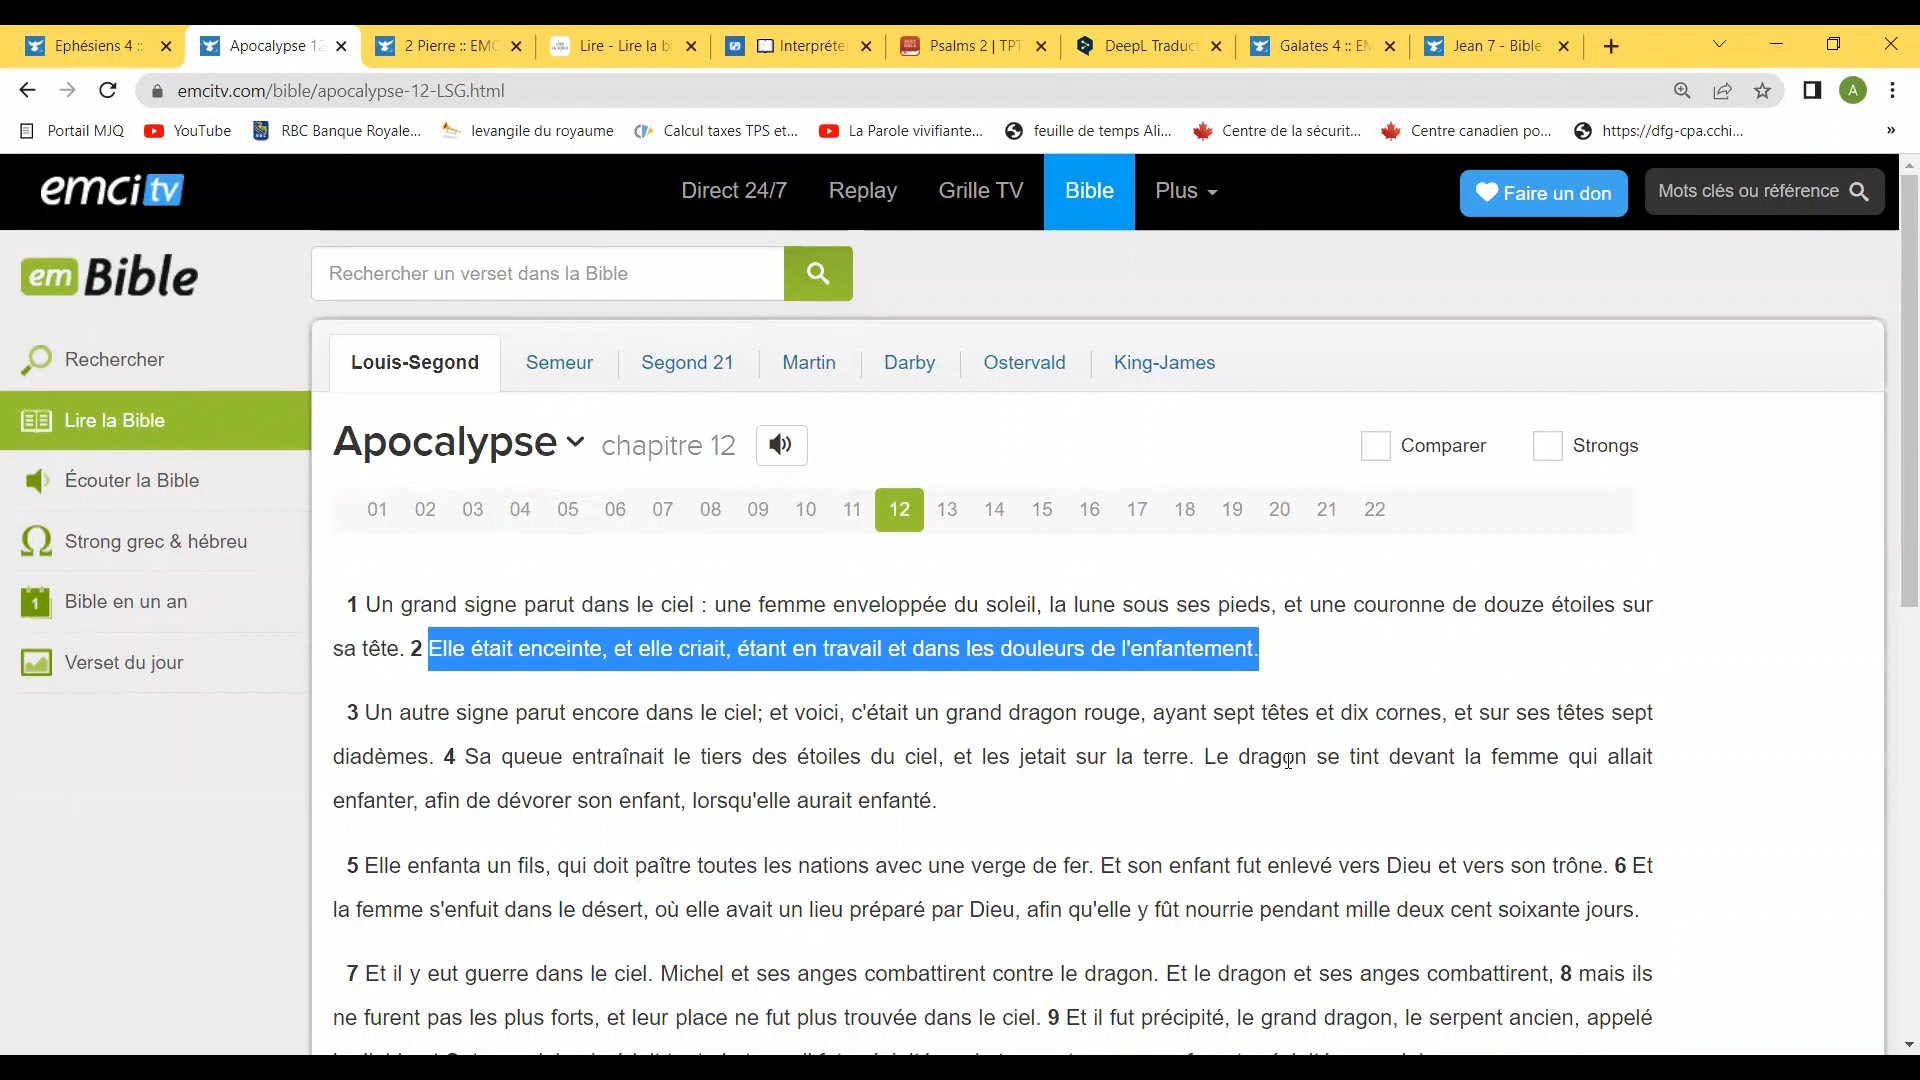 Ephésiens 4 ::
Apocalypse 12
2 Pierre :: EMC
Lire - Lire la bi
Interpréte
Psalms 2 | TPT
DeepL Traduc
Galates 4 :: EM
Jean 7 - Bible
emcitv.com/bible/apocalypse-12-LSG.html
A
Portail MJQ
YouTube
RBC Banque Royale...
levangile du royaume
Calcul taxes TPS et...
La Parole vivifiante...
feuille de temps Ali...
Centre de la sécurit...
Centre canadien po...
https://dfg-cpa.cchi...
»
emci tv
Direct 24/7
Replay
Grille TV
Bible
Plus
Faire un don
Mots clés ou référence
em Bible
Rechercher un verset dans la Bible
Rechercher
Lire la Bible
Écouter la Bible
Strong grec & hébreu
1 Bible en un an
Verset du jour
Louis-Segond
Semeur
Segond 21
Martin
Darby
Ostervald
King-James
Apocalypse chapitre 12
Comparer
Strongs
01 02 03 04 05 06 07 08 09 10 11 12 13 14 15 16 17 18 19 20 21 22
1 Un grand signe parut dans le ciel : une femme enveloppée du soleil, la lune sous ses pieds, et une couronne de douze étoiles sur
sa tête. 2 Elle était enceinte, et elle criait, étant en travail et dans les douleurs de l'enfantement.
3 Un autre signe parut encore dans le ciel; et voici, c'était un grand dragon rouge, ayant sept têtes et dix cornes, et sur ses têtes sept
diadèmes. 4 Sa queue entraînait le tiers des étoiles du ciel, et les jetait sur la terre. Le dragon se tint devant la femme qui allait
enfanter, afin de dévorer son enfant, lorsqu'elle aurait enfanté.
5 Elle enfanta un fils, qui doit paître toutes les nations avec une verge de fer. Et son enfant fut enlevé vers Dieu et vers son trône. 6 Et
la femme s'enfuit dans le désert, où elle avait un lieu préparé par Dieu, afin qu'elle y fût nourrie pendant mille deux cent soixante jours.
7 Et il y eut guerre dans le ciel. Michel et ses anges combattirent contre le dragon. Et le dragon et ses anges combattirent, 8 mais ils
ne furent pas les plus forts, et leur place ne fut plus trouvée dans le ciel. 9 Et il fut précipité, le grand dragon, le serpent ancien, appelé